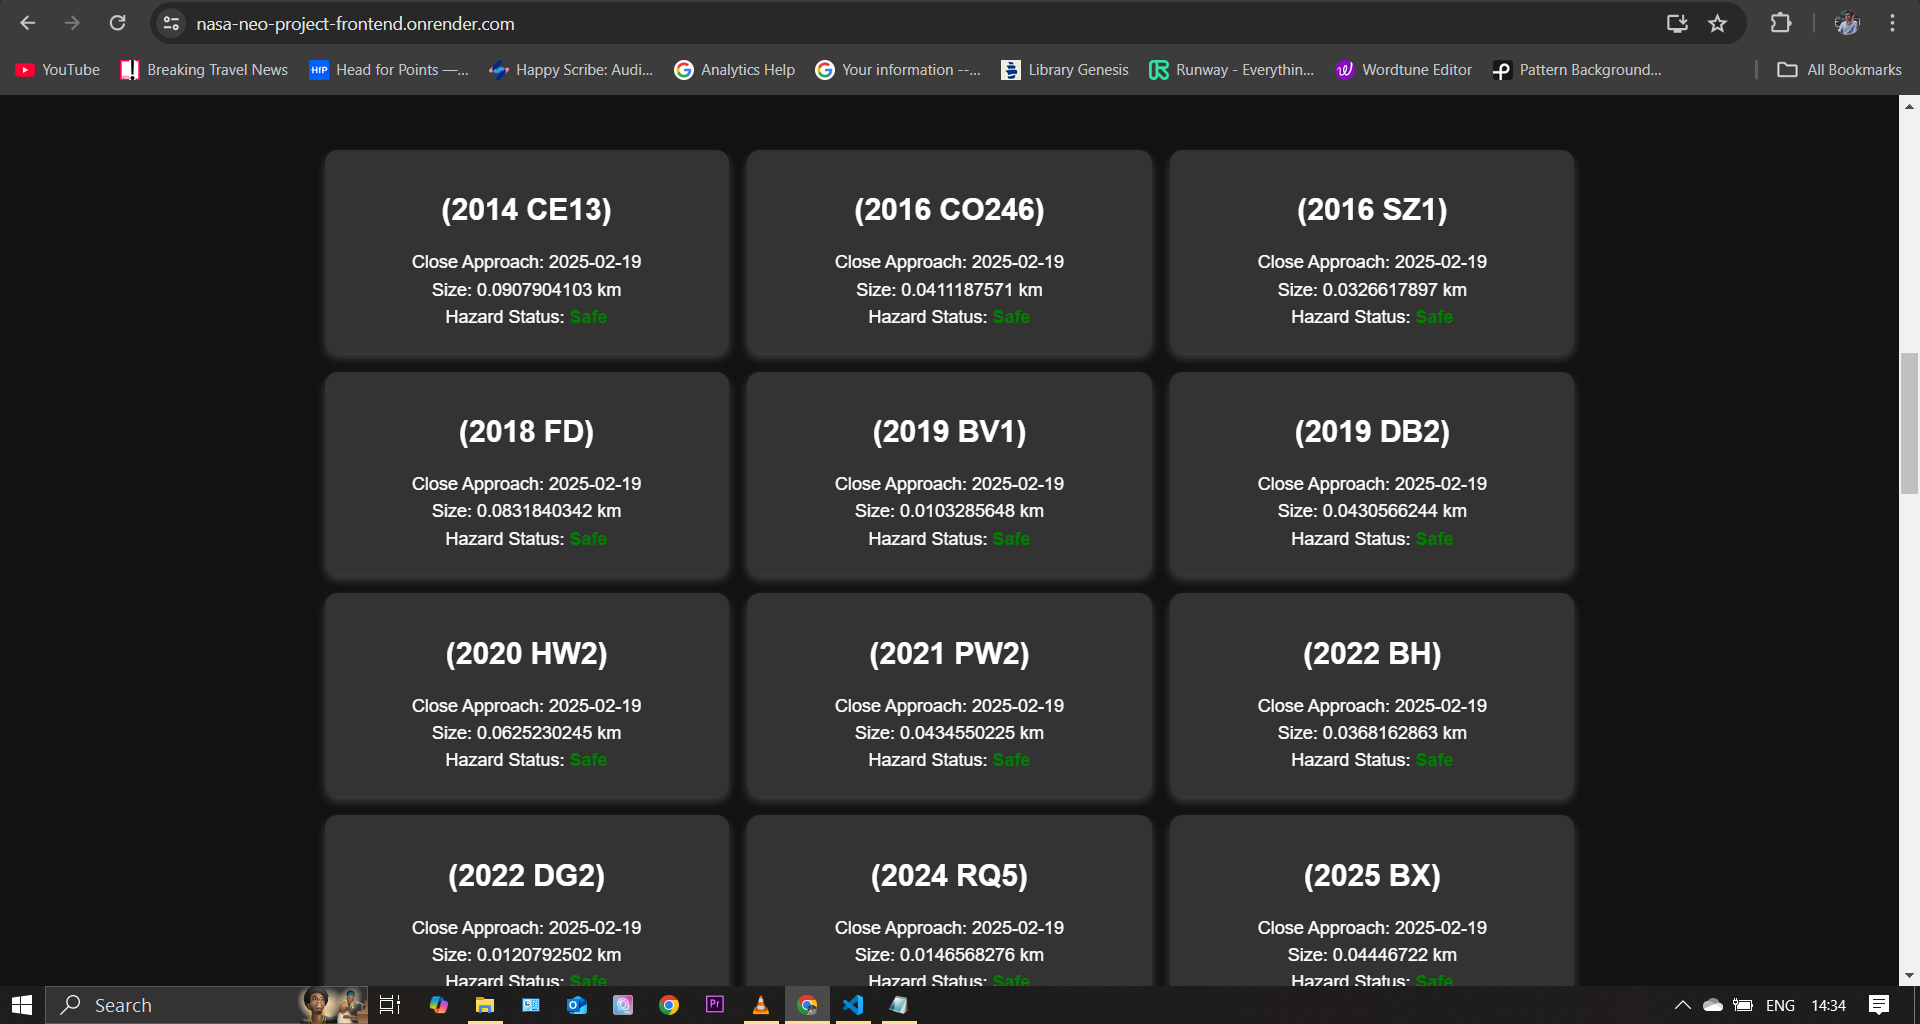 nasa-neo-project-frontend.onrender.com
YouTube
Breaking Travel News
HfP
Head for Points —...
Happy Scribe: Audi...
Analytics Help
Your information --...
Library Genesis
Runway - Everythin...
Wordtune Editor
Pattern Background...
All Bookmarks
(2014 CE13)
Close Approach: 2025-02-19
Size: 0.0907904103 km
Hazard Status: Safe
(2016 CO246)
Close Approach: 2025-02-19
Size: 0.0411187571 km
Hazard Status: Safe
(2016 SZ1)
Close Approach: 2025-02-19
Size: 0.0326617897 km
Hazard Status: Safe
(2018 FD)
Close Approach: 2025-02-19
Size: 0.0831840342 km
Hazard Status: Safe
(2019 BV1)
Close Approach: 2025-02-19
Size: 0.0103285648 km
Hazard Status: Safe
(2019 DB2)
Close Approach: 2025-02-19
Size: 0.0430566244 km
Hazard Status: Safe
(2020 HW2)
Close Approach: 2025-02-19
Size: 0.0625230245 km
Hazard Status: Safe
(2021 PW2)
Close Approach: 2025-02-19
Size: 0.0434550225 km
Hazard Status: Safe
(2022 BH)
Close Approach: 2025-02-19
Size: 0.0368162863 km
Hazard Status: Safe
(2022 DG2)
Close Approach: 2025-02-19
Size: 0.0120792502 km
Hazard Status: Safe
(2024 RQ5)
Close Approach: 2025-02-19
Size: 0.0146568276 km
Hazard Status: Safe
(2025 BX)
Close Approach: 2025-02-19
Size: 0.04446722 km
Hazard Status: Safe
Search
Pr
ENG
14:34